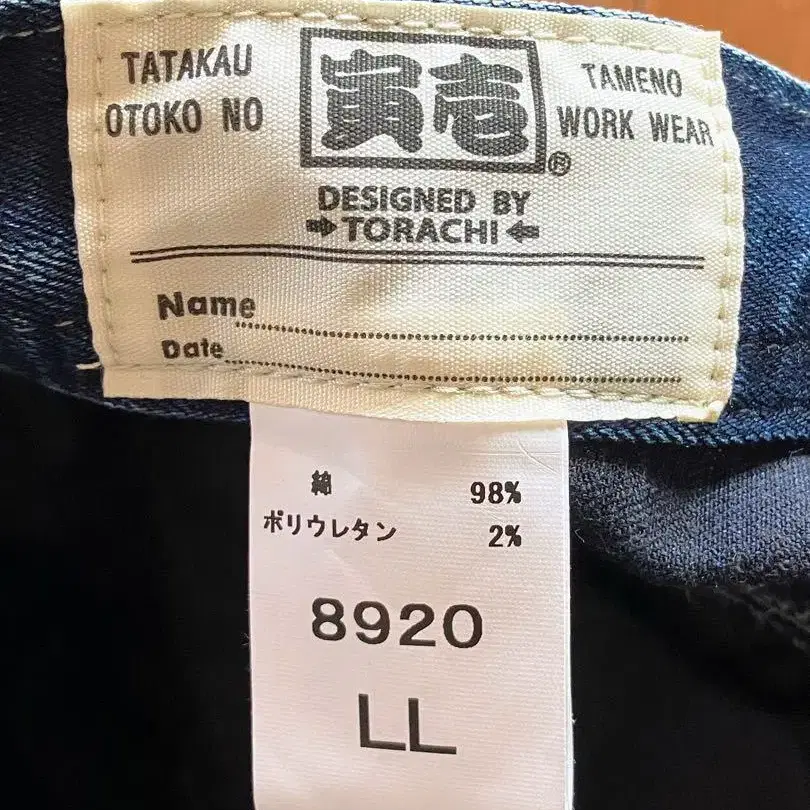 TATAKAU
OTOKO NO
寅壱
®
TAMENO
WORK WEAR
DESIGNED BY
→TORACHI←
Name
Date
綿 98%
ポリウレタン 2%
8920
LL